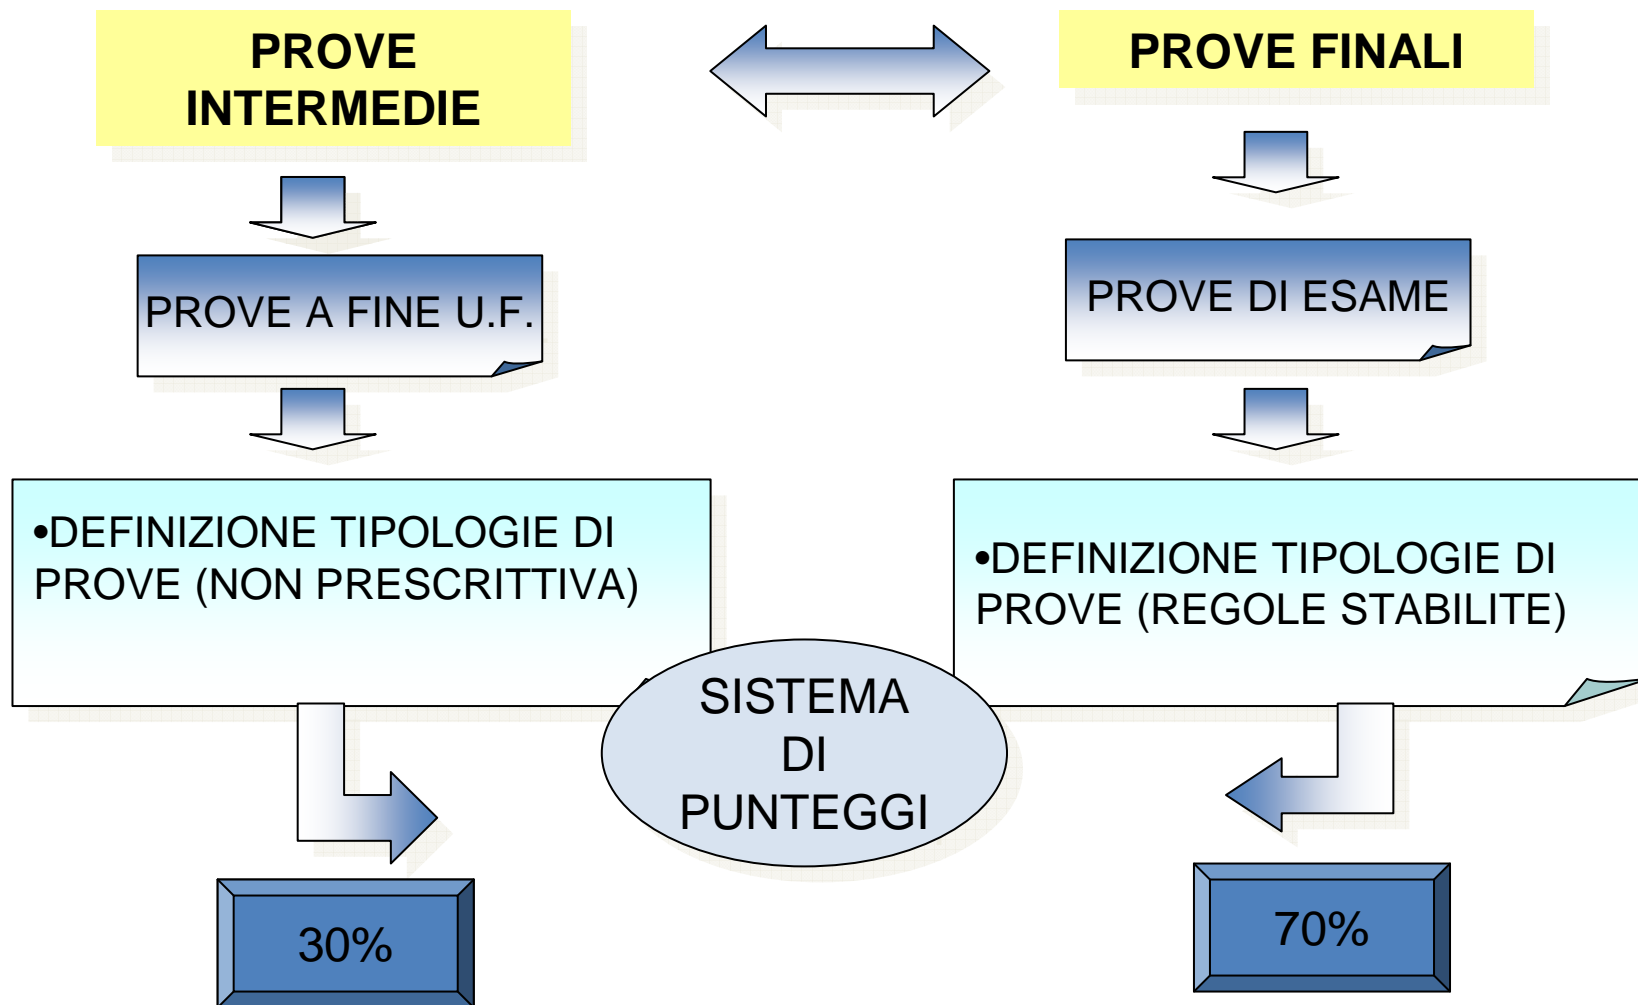 PROVE
INTERMEDIE
PROVE FINALI
PROVE A FINE U.F.
PROVE DI ESAME
•DEFINIZIONE TIPOLOGIE DI
PROVE (NON PRESCRITTIVA)
•DEFINIZIONE TIPOLOGIE DI
PROVE (REGOLE STABILITE)
SISTEMA
DI
PUNTEGGI
30%
70%